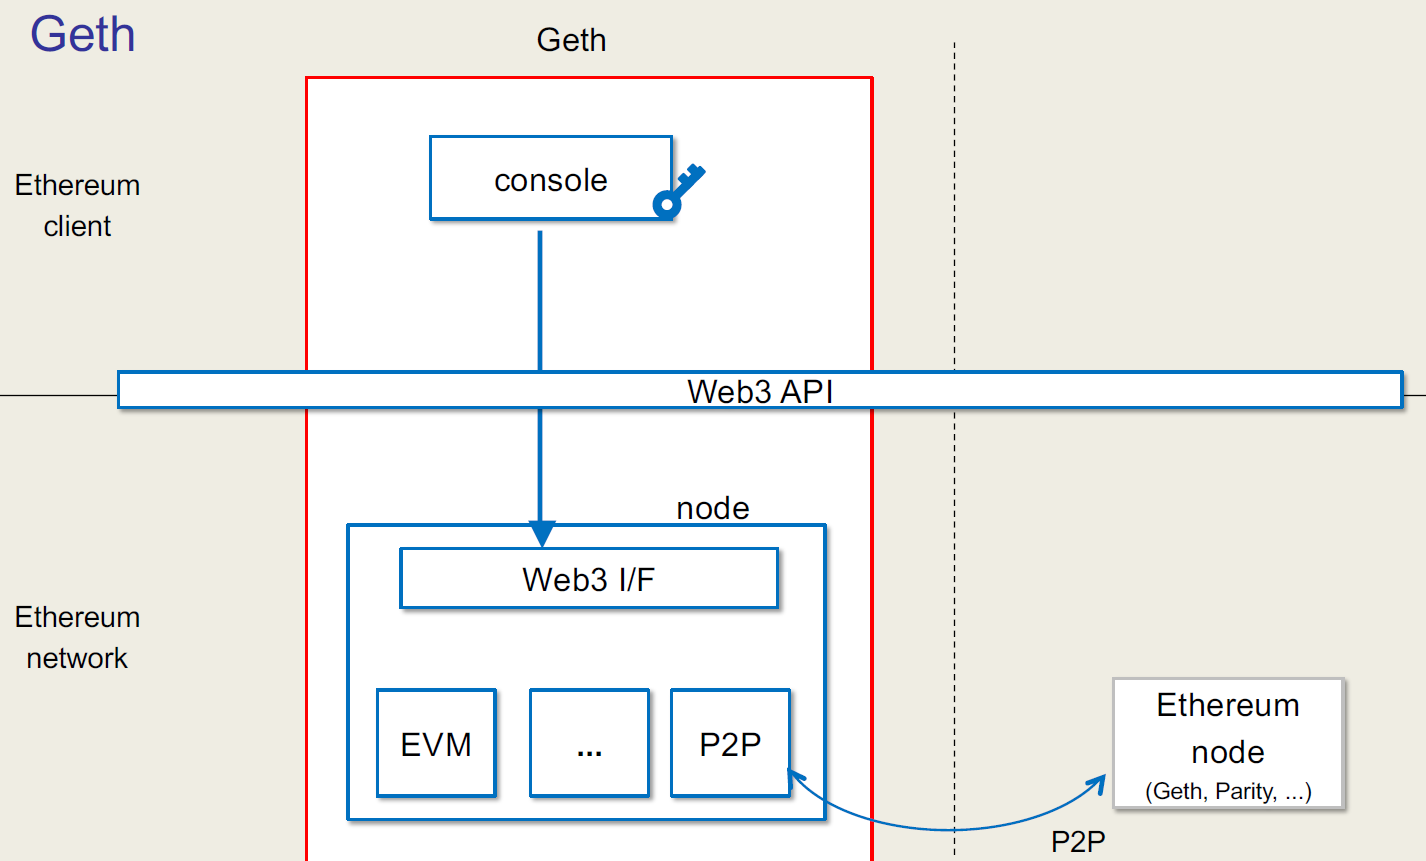 Geth
Geth
console
Ethereum
client
Web3 API
node
Web3 I/F
Ethereum
network
EVM
...
P2P
Ethereum
node
(Geth, Parity, ...)
P2P